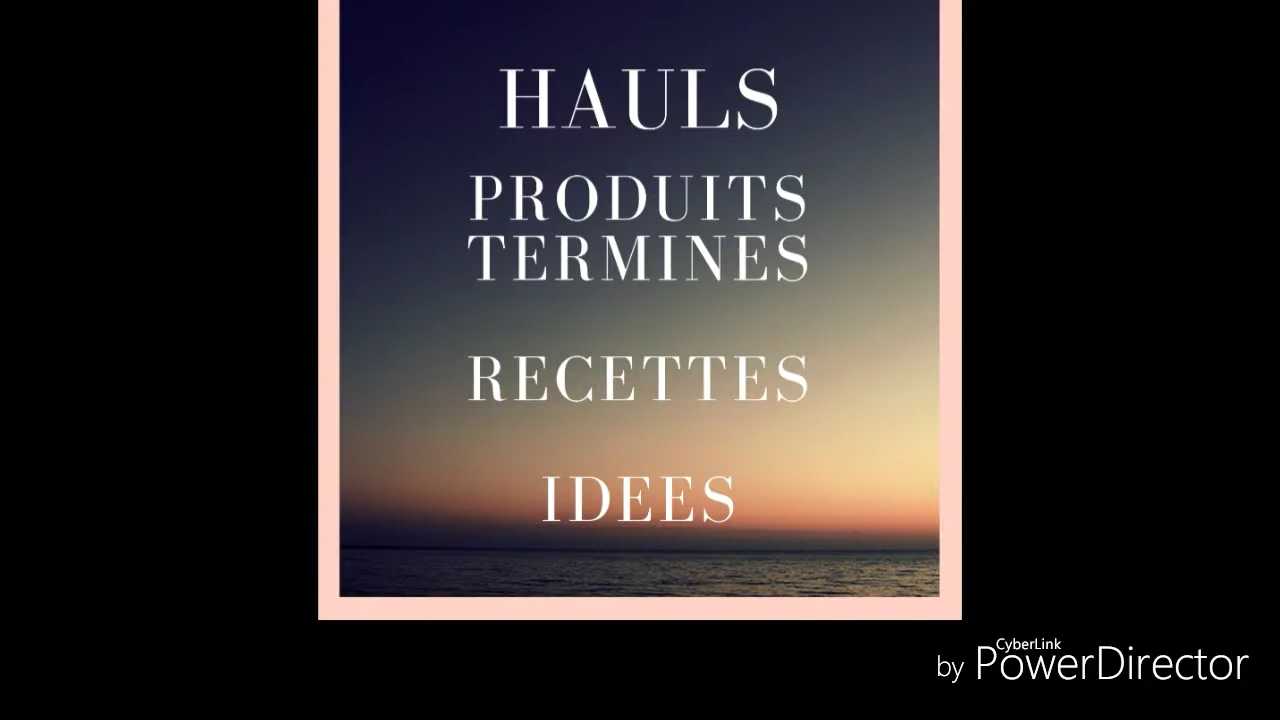 HAULS
PRODUITS
TERMINES
RECETTES
IDEES
CyberLink
by PowerDirector